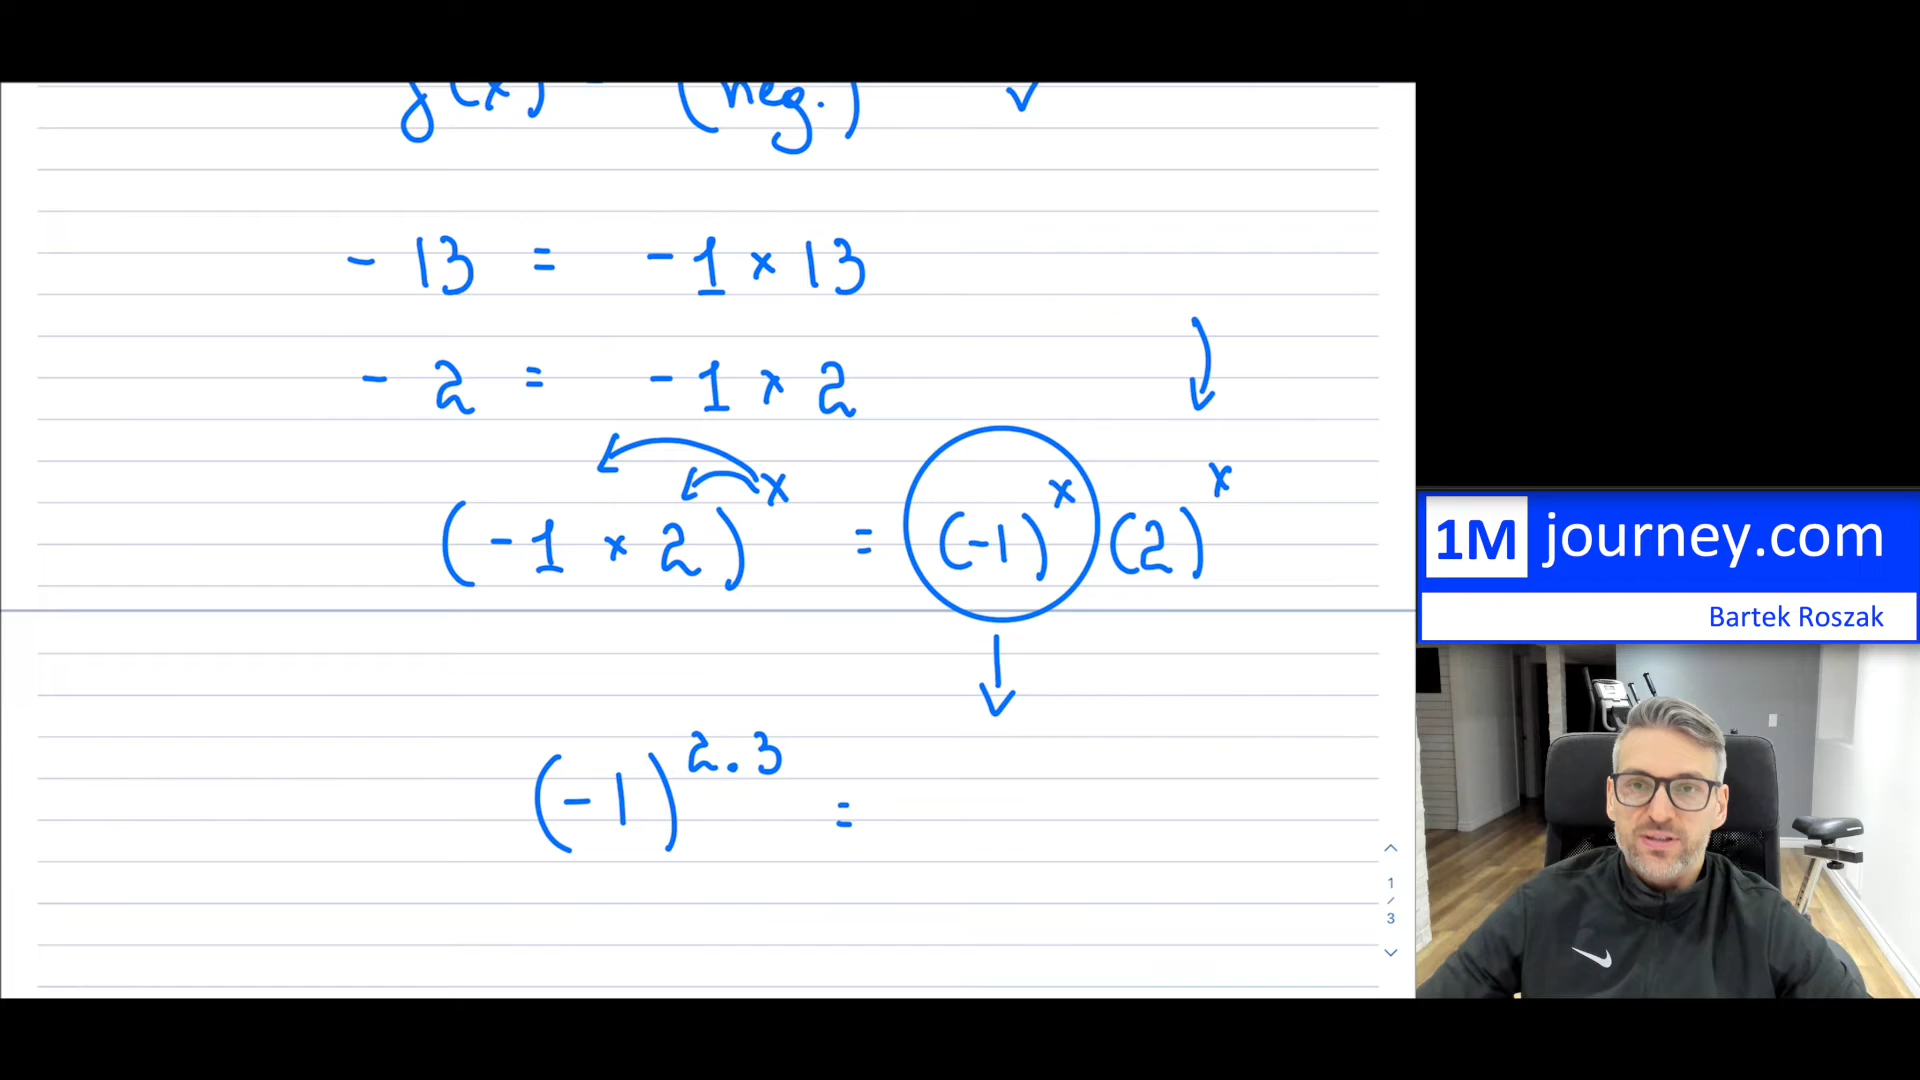 f(x) = (neg.)
- 13 = - 1 × 13
- 2 = - 1 × 2
(- 1 × 2)^x = (-1)^x (2)^x
(-1)^2.3 =
1M journey.com
Bartek Roszak
1
/
3